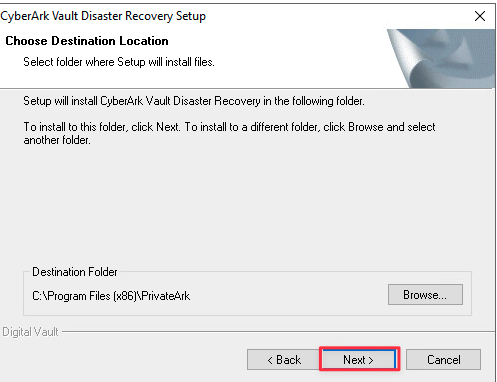 CyberArk Vault Disaster Recovery Setup
Choose Destination Location
Select folder where Setup will install files.
Setup will install CyberArk Vault Disaster Recovery in the following folder.
To install to this folder, click Next. To install to a different folder, click Browse and select
another folder.
Destination Folder
C:\Program Files (x86)\PrivateArk
Browse...
Digital Vault
< Back
Next >
Cancel